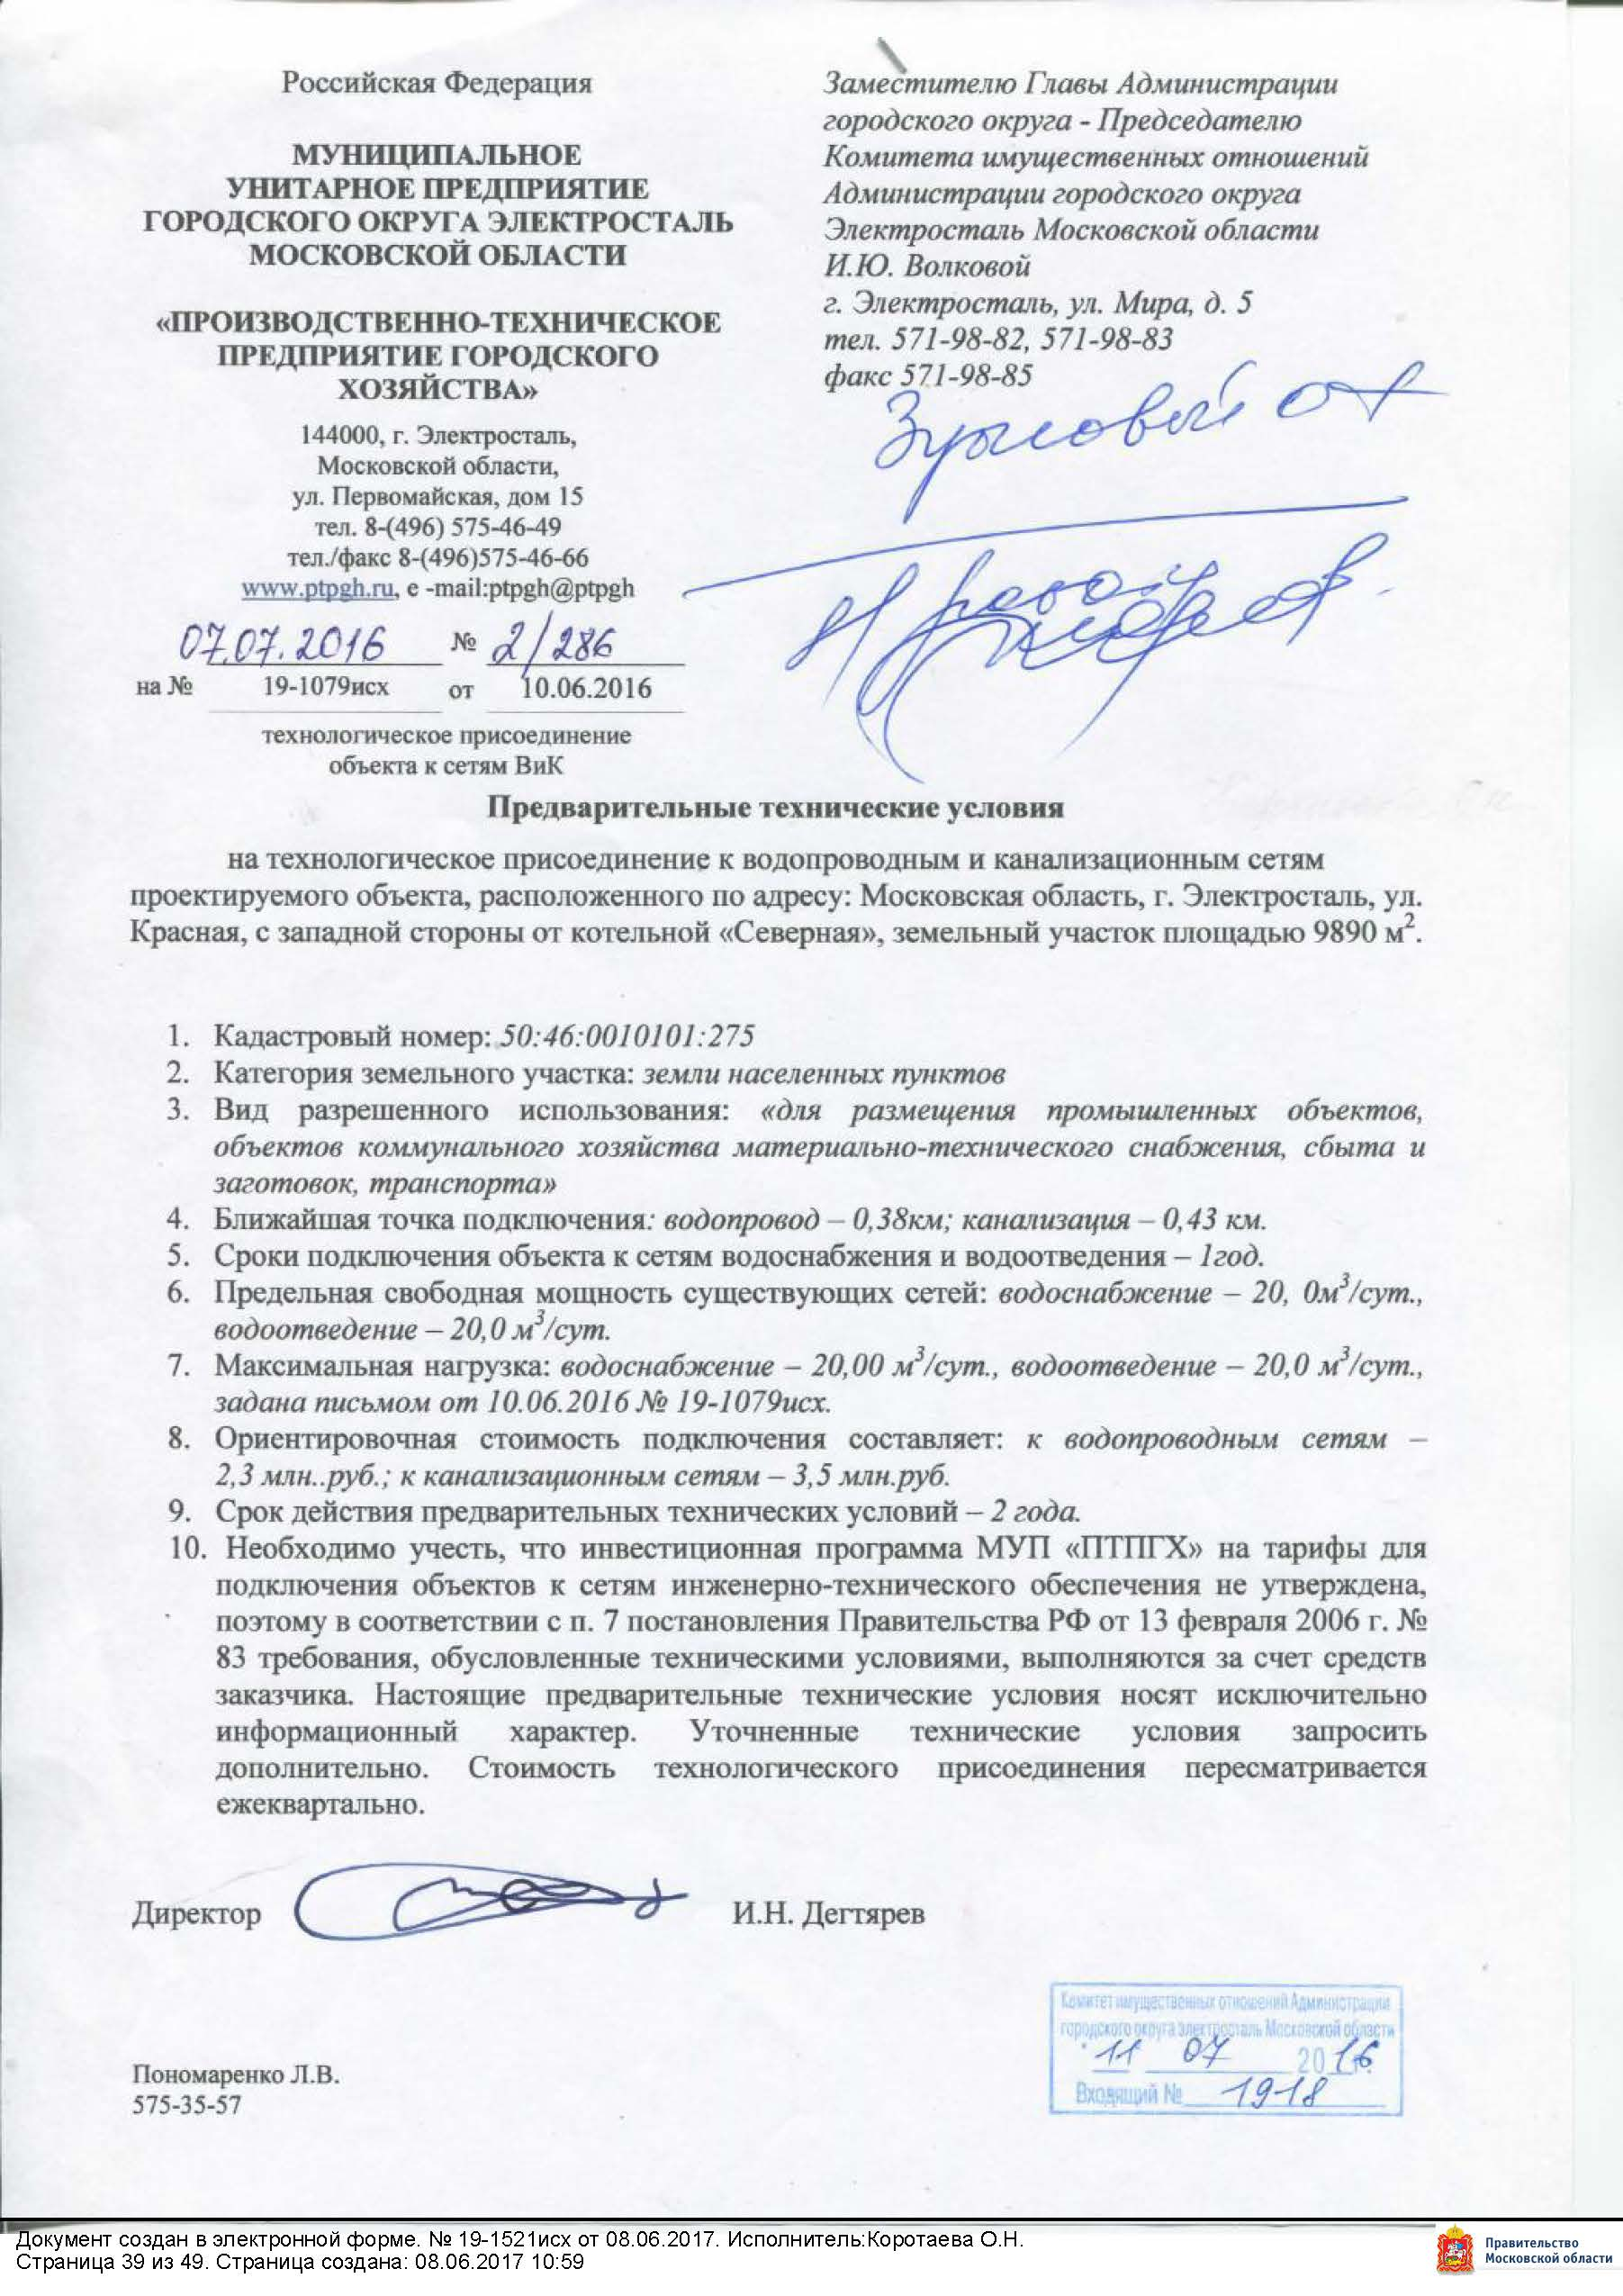 Российская Федерация
МУНИЦИПАЛЬНОЕ
УНИТАРНОЕ ПРЕДПРИЯТИЕ
ГОРОДСКОГО ОКРУГА ЭЛЕКТРОСТАЛЬ
МОСКОВСКОЙ ОБЛАСТИ
«ПРОИЗВОДСТВЕННО-ТЕХНИЧЕСКОЕ
ПРЕДПРИЯТИЕ ГОРОДСКОГО
ХОЗЯЙСТВА»
144000, г. Электросталь,
Московской области,
ул. Первомайская, дом 15
тел. 8-(496) 575-46-49
тел./факс 8-(496)575-46-66
www.ptpgh.ru, e -mail:ptpgh@ptpgh
07.07.2016 № 2/286
на № 19-1079исх от 10.06.2016
технологическое присоединение
объекта к сетям ВиК
Заместителю Главы Администрации
городского округа - Председателю
Комитета имущественных отношений
Администрации городского округа
Электросталь Московской области
И.Ю. Волковой
г. Электросталь, ул. Мира, д. 5
тел. 571-98-82, 571-98-83
факс 571-98-85
Предварительные технические условия
на технологическое присоединение к водопроводным и канализационным сетям
проектируемого объекта, расположенного по адресу: Московская область, г. Электросталь, ул.
Красная, с западной стороны от котельной «Северная», земельный участок площадью 9890 м².
1. Кадастровый номер: 50:46:0010101:275
2. Категория земельного участка: земли населенных пунктов
3. Вид разрешенного использования: «для размещения промышленных объектов,
объектов коммунального хозяйства материально-технического снабжения, сбыта и
заготовок, транспорта»
4. Ближайшая точка подключения: водопровод – 0,38км; канализация – 0,43 км.
5. Сроки подключения объекта к сетям водоснабжения и водоотведения – 1год.
6. Предельная свободная мощность существующих сетей: водоснабжение – 20, 0м³/сут.,
водоотведение – 20,0 м³/сут.
7. Максимальная нагрузка: водоснабжение – 20,00 м³/сут., водоотведение – 20,0 м³/сут.,
задана письмом от 10.06.2016 № 19-1079исх.
8. Ориентировочная стоимость подключения составляет: к водопроводным сетям –
2,3 млн..руб.; к канализационным сетям – 3,5 млн.руб.
9. Срок действия предварительных технических условий – 2 года.
10. Необходимо учесть, что инвестиционная программа МУП «ПТПГХ» на тарифы для
подключения объектов к сетям инженерно-технического обеспечения не утверждена,
поэтому в соответствии с п. 7 постановления Правительства РФ от 13 февраля 2006 г. №
83 требования, обусловленные техническими условиями, выполняются за счет средств
заказчика. Настоящие предварительные технические условия носят исключительно
информационный характер. Уточненные технические условия запросить
дополнительно. Стоимость технологического присоединения пересматривается
ежеквартально.
Директор И.Н. Дегтярев
Комитет имущественных отношений Администрации
городского округа электросталь Московской области
11 07 2016
Входящий № 1918
Пономаренко Л.В.
575-35-57
Документ создан в электронной форме. № 19-1521исх от 08.06.2017. Исполнитель:Коротаева О.Н.
Страница 39 из 49. Страница создана: 08.06.2017 10:59
Правительство
Московской области